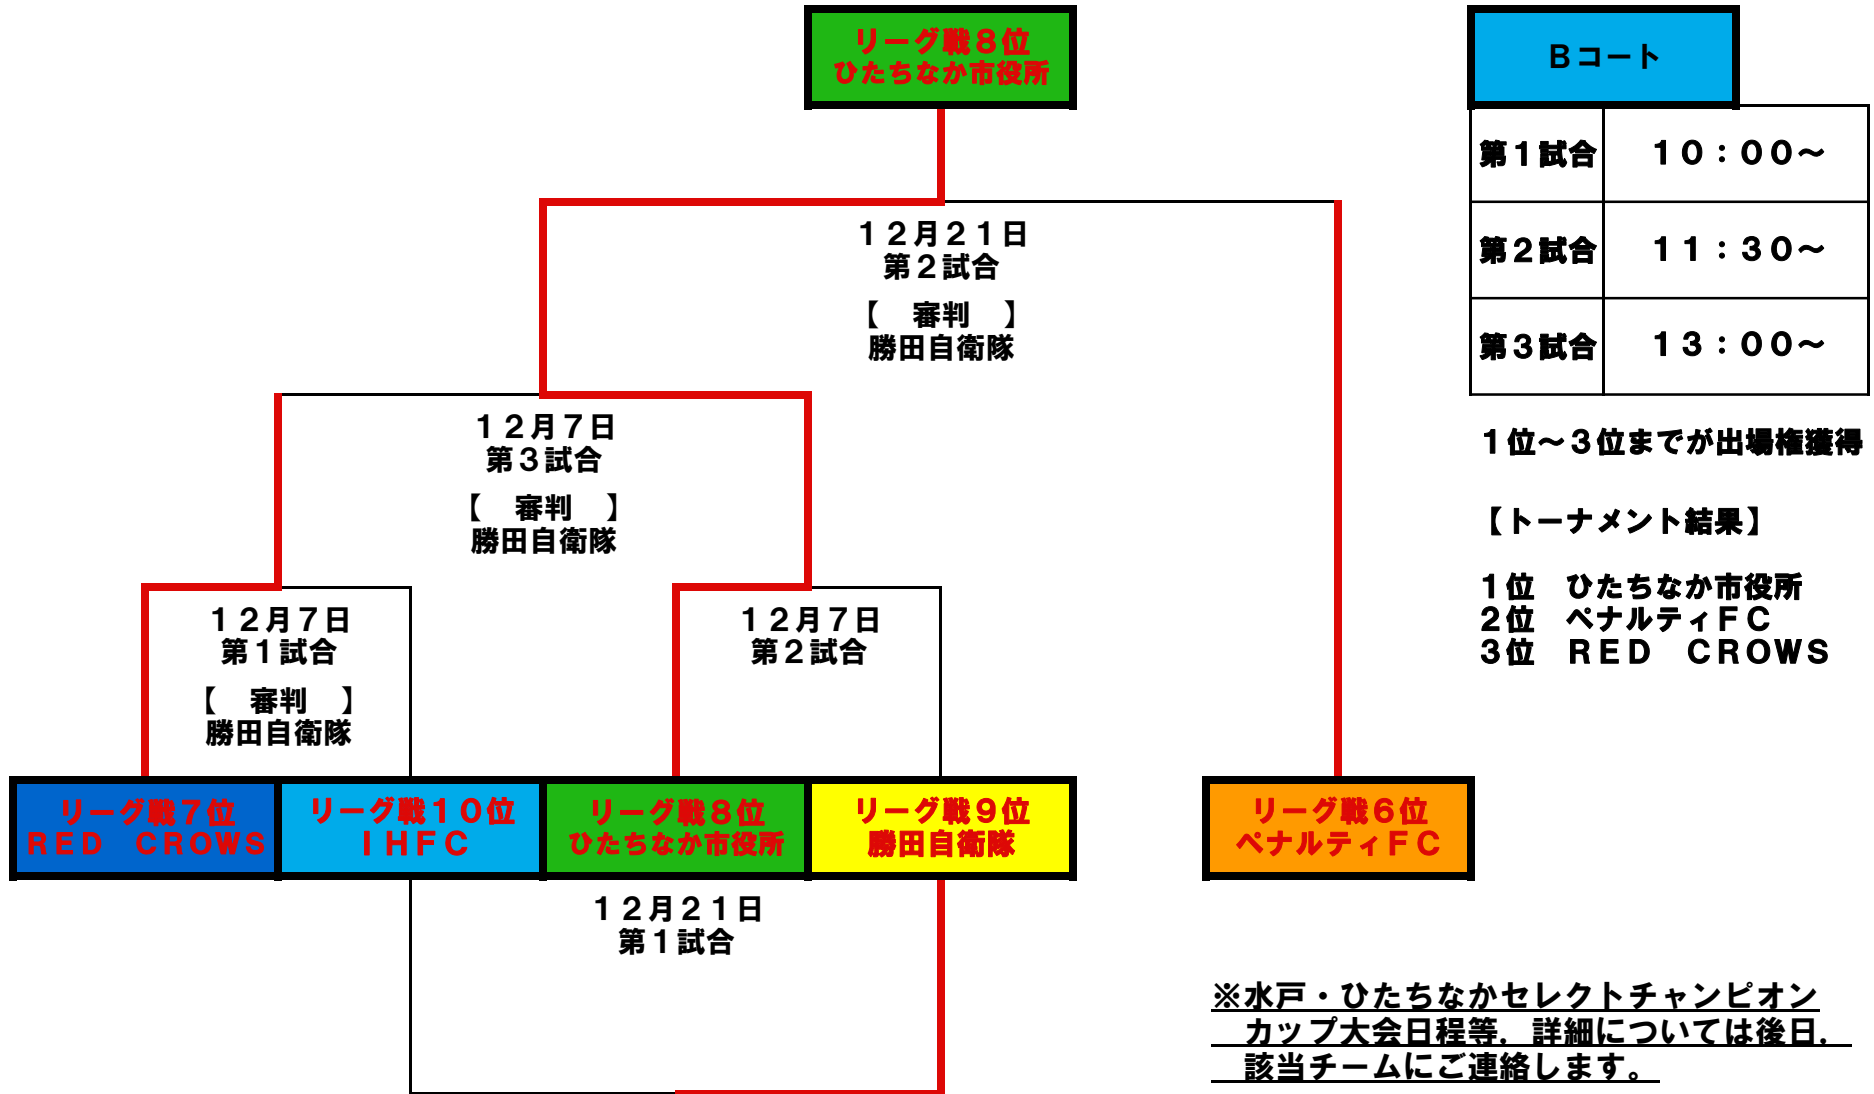 リーグ戦８位
ひたちなか市役所
Ｂコート
第１試合　１０：００～
第２試合　１１：３０～
第３試合　１３：００～
１２月２１日
第２試合
【　審判　】
勝田自衛隊
１２月７日
第３試合
【　審判　】
勝田自衛隊
１位～３位までが出場権獲得
【トーナメント結果】
１位　ひたちなか市役所
２位　ペナルティＦＣ
３位　ＲＥＤ　ＣＲＯＷＳ
１２月７日
第１試合
【　審判　】
勝田自衛隊
１２月７日
第２試合
リーグ戦７位
ＲＥＤ　ＣＲＯＷＳ
リーグ戦１０位
ＩＨＦＣ
リーグ戦８位
ひたちなか市役所
リーグ戦９位
勝田自衛隊
リーグ戦６位
ペナルティＦＣ
１２月２１日
第１試合
※水戸・ひたちなかセレクトチャンピオン
カップ大会日程等．詳細については後日．
該当チームにご連絡します。